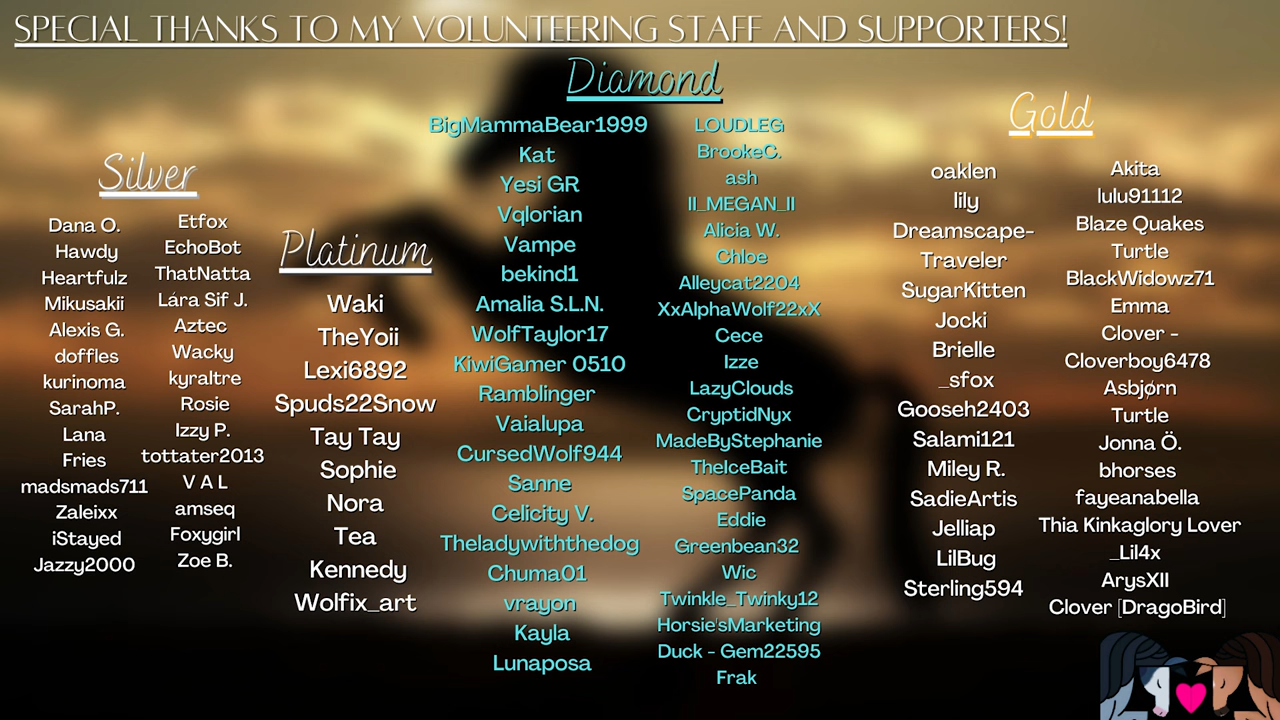 SPECIAL THANKS TO MY VOLUNTEERING STAFF AND SUPPORTERS!
Silver
Dana O.
Hawdy
Heartfulz
Mikusakii
Alexis G.
doffles
kurinoma
SarahP.
Lana
Fries
madsmads711
Zaleixx
iStayed
Jazzy2000
Etfox
EchoBot
ThatNatta
Lára Sif J.
Aztec
Wacky
kyraltre
Rosie
Izzy P.
tottater2013
V A L
amseq
Foxygirl
Zoe B.
Platinum
Waki
TheYoii
Lexi6892
Spuds22Snow
Tay Tay
Sophie
Nora
Tea
Kennedy
Wolfix_art
Diamond
BigMammaBear1999
Kat
Yesi GR
Vqlorian
Vampe
bekind1
Amalia S.L.N.
WolfTaylor17
KiwiGamer 0510
Ramblinger
Vaialupa
CursedWolf944
Sanne
Celicity V.
Theladywiththedog
Chuma01
vrayon
Kayla
Lunaposa
LOUDLEG
BrookeC.
ash
II_MEGAN_II
Alicia W.
Chloe
Alleycat2204
XxAlphaWolf22xX
Cece
Izze
LazyClouds
CryptidNyx
MadeByStephanie
TheIceBait
SpacePanda
Eddie
Greenbean32
Wic
Twinkle_Twinky12
Horsie'sMarketing
Duck - Gem22595
Frak
Gold
oaklen
lily
Dreamscape-
Traveler
SugarKitten
Jocki
Brielle
_sfox
Gooseh2403
Salami121
Miley R.
SadieArtis
Jelliap
LilBug
Sterling594
Akita
lulu91112
Blaze Quakes
Turtle
BlackWidowz71
Emma
Clover -
Cloverboy6478
Asbjørn
Turtle
Jonna Ö.
bhorses
fayeanabella
Thia Kinkaglory Lover
_Lil4x
ArysXII
Clover [DragoBird]